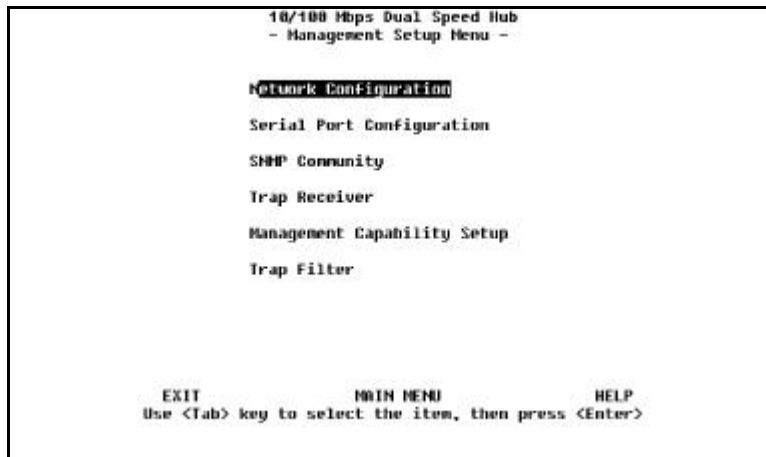 10/100 Mbps Dual Speed Hub
- Management Setup Menu -
Network Configuration
Serial Port Configuration
SNMP Community
Trap Receiver
Management Capability Setup
Trap Filter
EXIT MAIN MENU HELP
Use <Tab> key to select the item, then press <Enter>